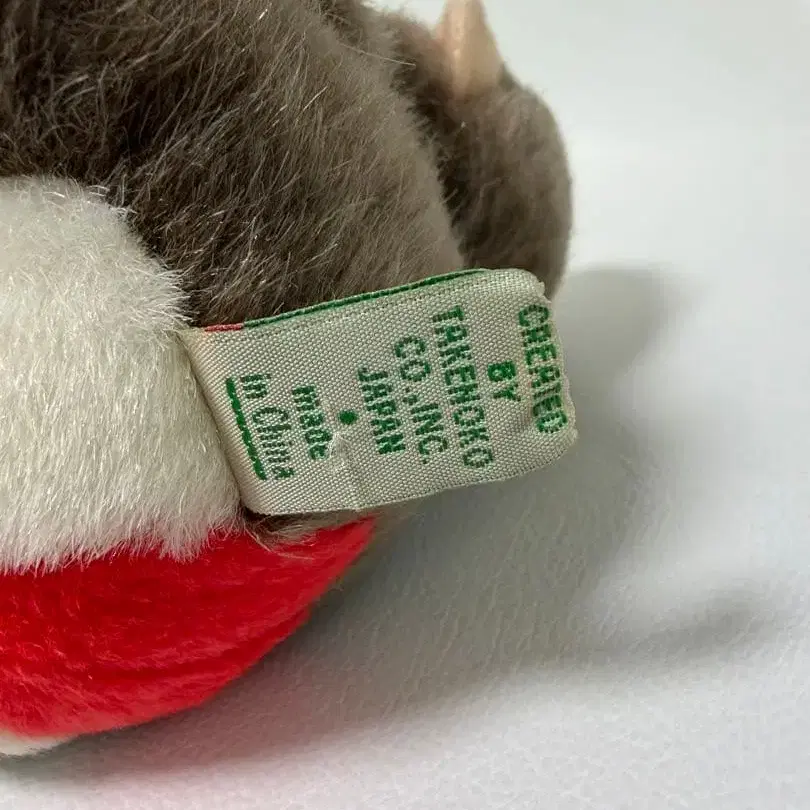 CREATED
BY
TAKENOKO
CO.,INC.
JAPAN
•
made
in China